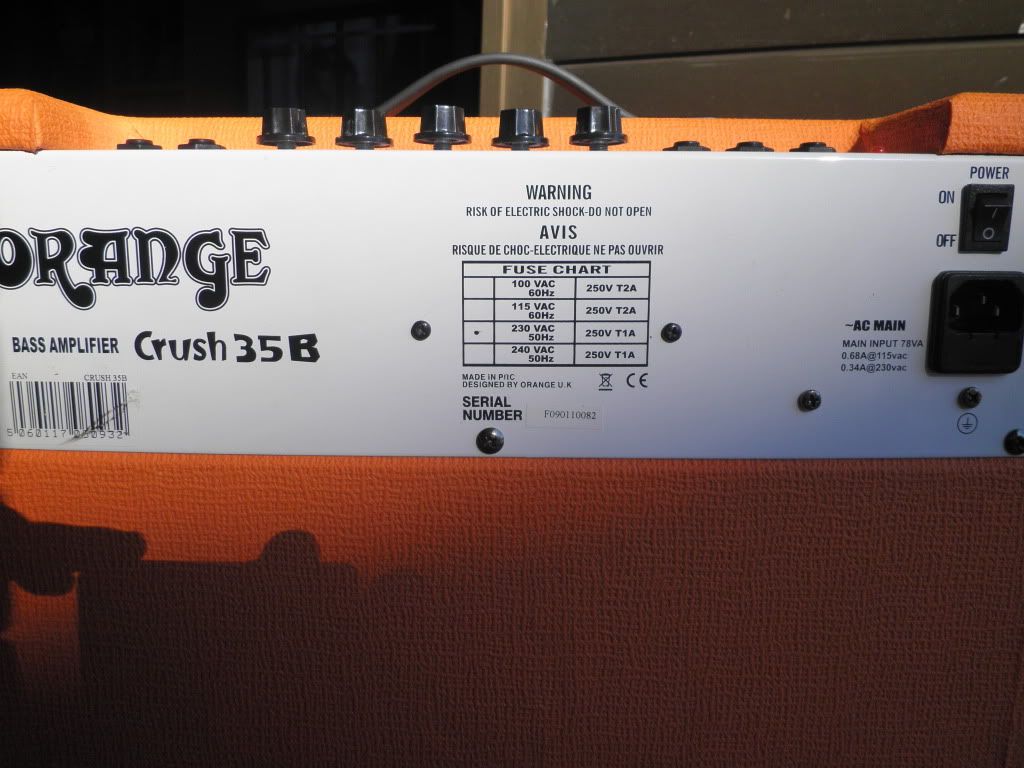 ORANGE
BASS AMPLIFIER Crush 35B
EAN CRUSH 35B
WARNING
RISK OF ELECTRIC SHOCK-DO NOT OPEN
AVIS
RISQUE DE CHOC-ELECTRIQUE NE PAS OUVRIR
FUSE CHART
100 VAC 60Hz 250V T2A
115 VAC 60Hz 250V T2A
230 VAC 50Hz 250V T1A
240 VAC 50Hz 250V T1A
MADE IN
DESIGNED BY ORANGE U.K CE
SERIAL
NUMBER F090110082
POWER
ON
OFF
~AC MAIN
MAIN INPUT 78VA
0.68A@115vac
0.34A@230vac